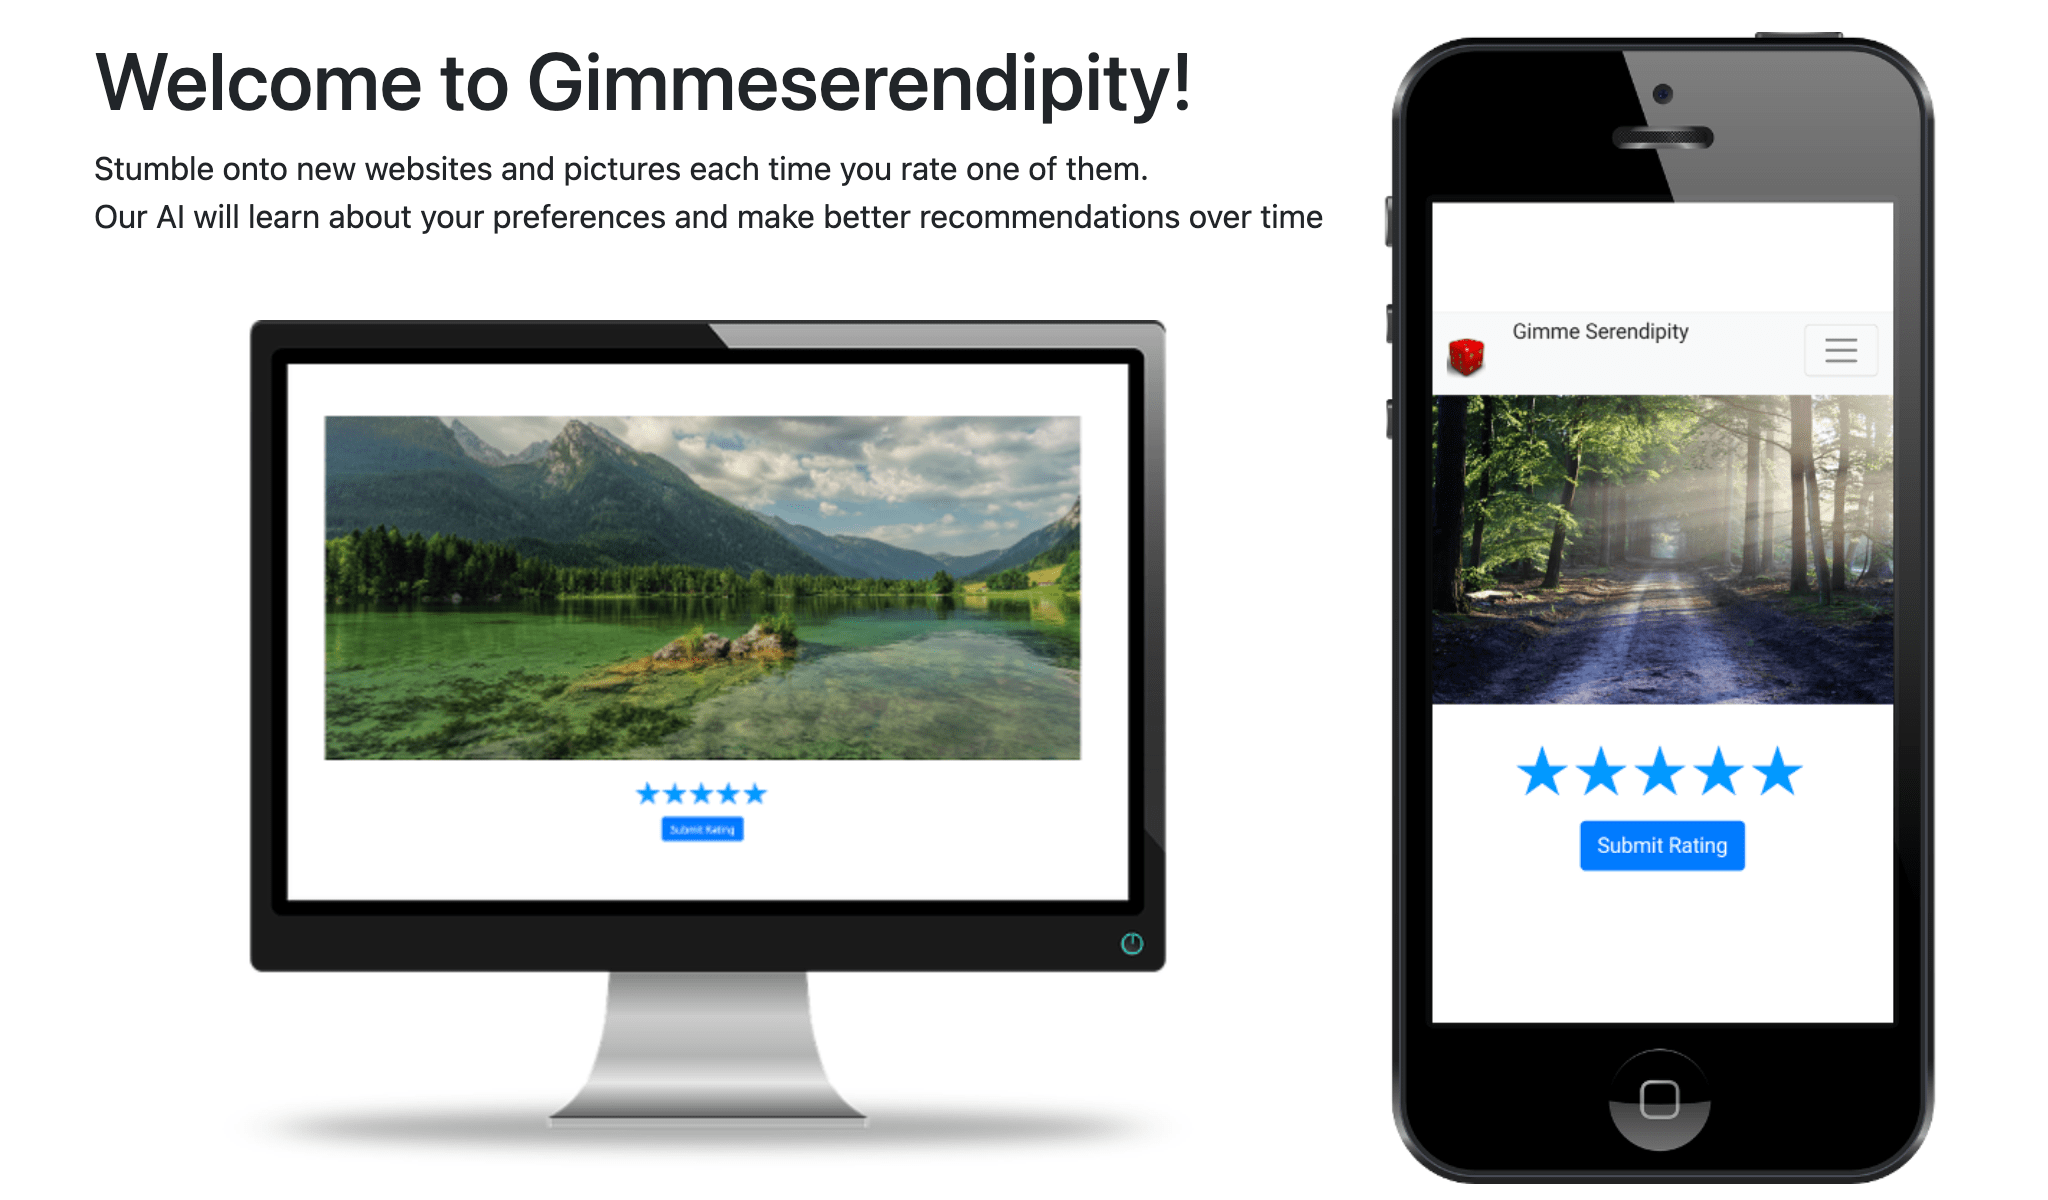 Welcome to Gimmeserendipity!
Stumble onto new websites and pictures each time you rate one of them.
Our AI will learn about your preferences and make better recommendations over time
Submit Rating
Gimme Serendipity
Submit Rating